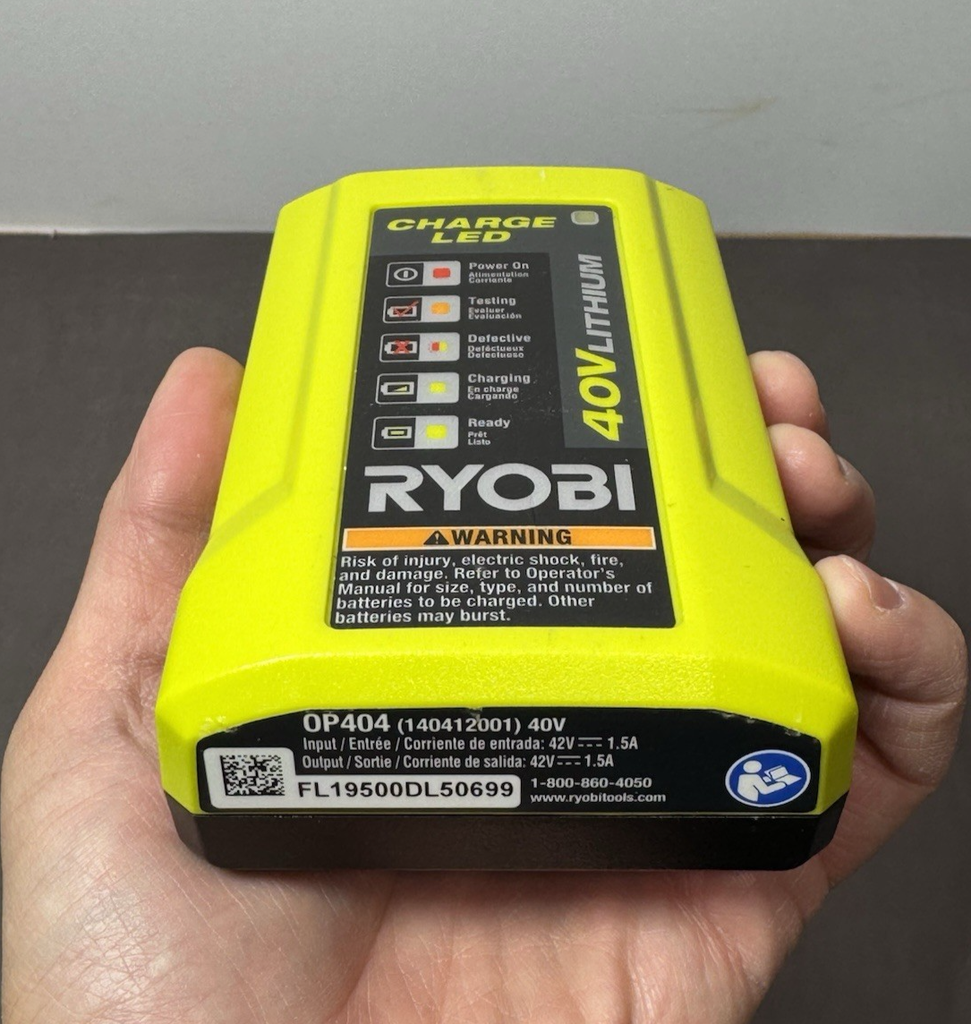 CHARGE
LED
Power On
Alimentation
Corriente
Testing
Évaluer
Evaluación
Defective
Défectueux
Defectuoso
Charging
En charge
Cargando
Ready
Prêt
Listo
40V LITHIUM
RYOBI
WARNING
Risk of injury, electric shock, fire,
and damage. Refer to Operator's
Manual for size, type, and number of
batteries to be charged. Other
batteries may burst.
OP404 (140412001) 40V
Input / Entrée / Corriente de entrada: 42V⎓1.5A
Output / Sortie / Corriente de salida: 42V⎓1.5A
FL19500DL50699
1-800-860-4050
www.ryobitools.com